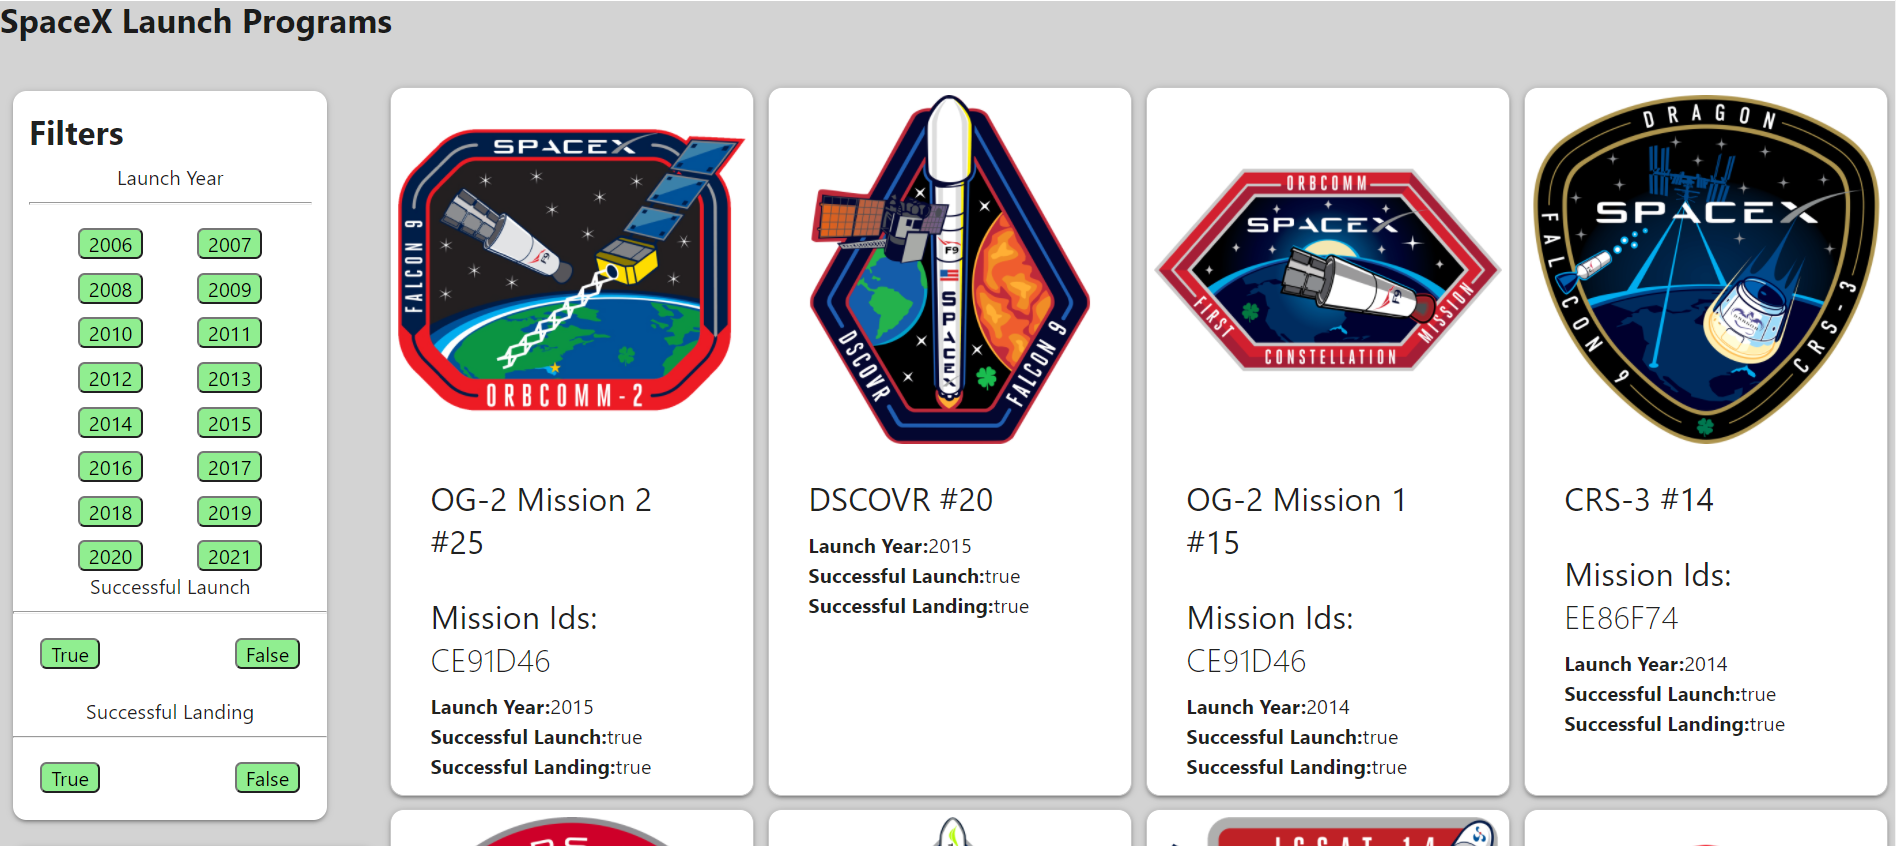 SpaceX Launch Programs
Filters
Launch Year
2006 2007
2008 2009
2010 2011
2012 2013
2014 2015
2016 2017
2018 2019
2020 2021
Successful Launch
True False
Successful Landing
True False
SPACEX
FALCON 9
F9
ORBCOMM-2
OG-2 Mission 2
#25
Mission Ids:
CE91D46
Launch Year:2015
Successful Launch:true
Successful Landing:true
F9
SPACEX
DSCOVR
FALCON 9
DSCOVR #20
Launch Year:2015
Successful Launch:true
Successful Landing:true
ORBCOMM
SPACEX
F9
FIRST
CONSTELLATION
MISSION
OG-2 Mission 1
#15
Mission Ids:
CE91D46
Launch Year:2014
Successful Launch:true
Successful Landing:true
DRAGON
SPACEX
FALCON 9
CRS-3
CRS-3 #14
Mission Ids:
EE86F74
Launch Year:2014
Successful Launch:true
Successful Landing:true
JCSAT-14